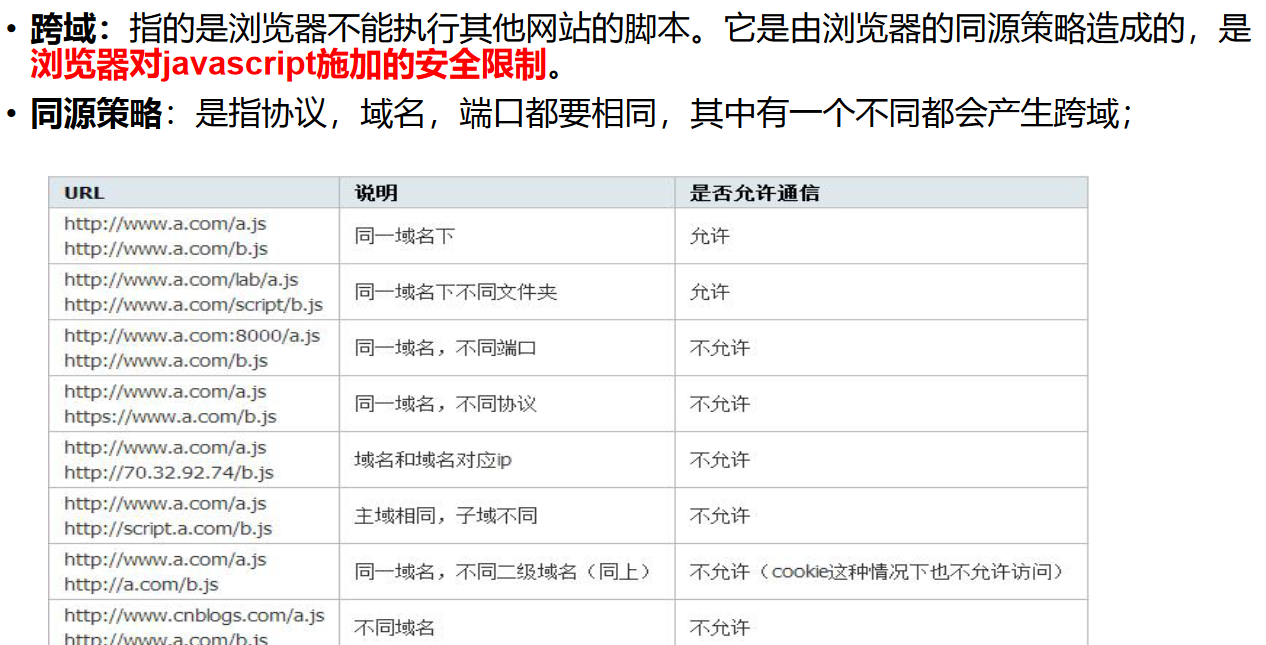 • 跨域：指的是浏览器不能执行其他网站的脚本。它是由浏览器的同源策略造成的，是
浏览器对javascript施加的安全限制。
• 同源策略：是指协议，域名，端口都要相同，其中有一个不同都会产生跨域；
URL 说明 是否允许通信
http://www.a.com/a.js
http://www.a.com/b.js
同一域名下
允许
http://www.a.com/lab/a.js
http://www.a.com/script/b.js
同一域名下不同文件夹
允许
http://www.a.com:8000/a.js
http://www.a.com/b.js
同一域名，不同端口
不允许
http://www.a.com/a.js
https://www.a.com/b.js
同一域名，不同协议
不允许
http://www.a.com/a.js
http://70.32.92.74/b.js
域名和域名对应ip
不允许
http://www.a.com/a.js
http://script.a.com/b.js
主域相同，子域不同
不允许
http://www.a.com/a.js
http://a.com/b.js
同一域名，不同二级域名（同上）
不允许（cookie这种情况下也不允许访问）
http://www.cnblogs.com/a.js
http://www.a.com/b.js
不同域名
不允许